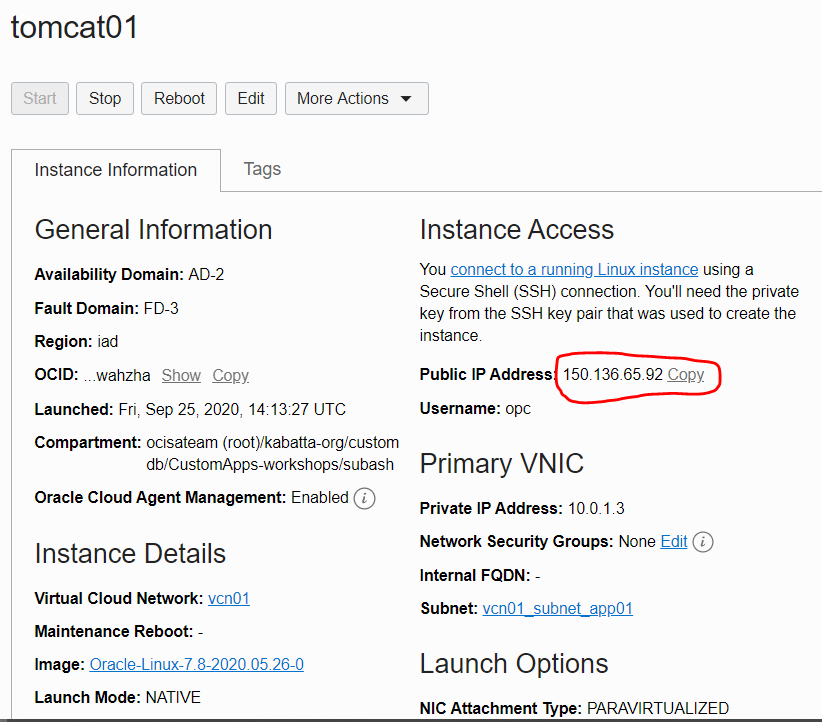 tomcat01
Start Stop Reboot Edit More Actions
Instance Information Tags
General Information
Availability Domain: AD-2
Fault Domain: FD-3
Region: iad
OCID: ...wahzha Show Copy
Launched: Fri, Sep 25, 2020, 14:13:27 UTC
Compartment: ocisateam (root)/kabatta-org/custom
db/CustomApps-workshops/subash
Oracle Cloud Agent Management: Enabled i
Instance Details
Virtual Cloud Network: vcn01
Maintenance Reboot: -
Image: Oracle-Linux-7.8-2020.05.26-0
Launch Mode: NATIVE
Instance Access
You connect to a running Linux instance using a
Secure Shell (SSH) connection. You'll need the private
key from the SSH key pair that was used to create the
instance.
Public IP Address: 150.136.65.92 Copy
Username: opc
Primary VNIC
Private IP Address: 10.0.1.3
Network Security Groups: None Edit i
Internal FQDN: -
Subnet: vcn01_subnet_app01
Launch Options
NIC Attachment Type: PARAVIRTUALIZED